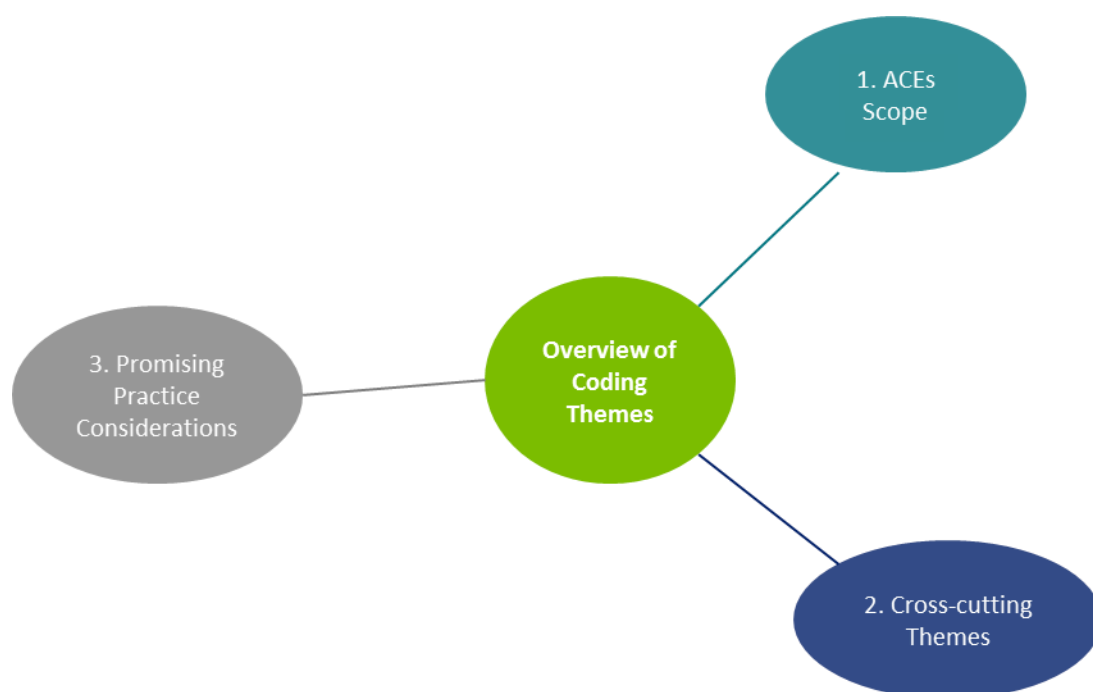 1. ACEs
Scope
Overview of
Coding
Themes
3. Promising
Practice
Considerations
2. Cross-cutting
Themes